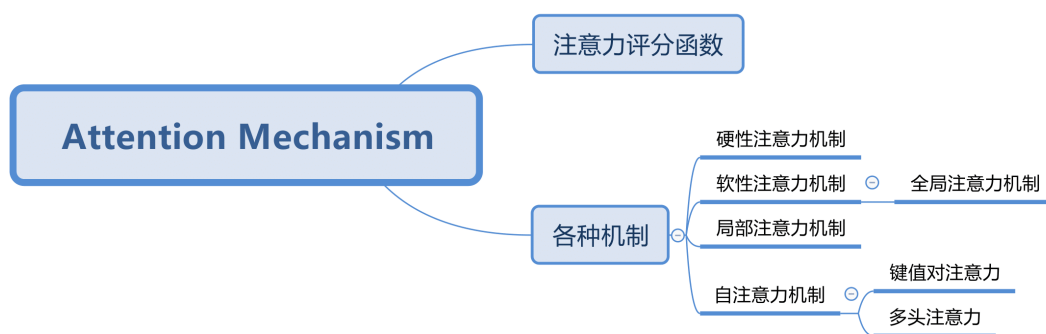 注意力评分函数
Attention Mechanism
硬性注意力机制
软性注意力机制
全局注意力机制
各种机制
局部注意力机制
自注意力机制
键值对注意力
多头注意力